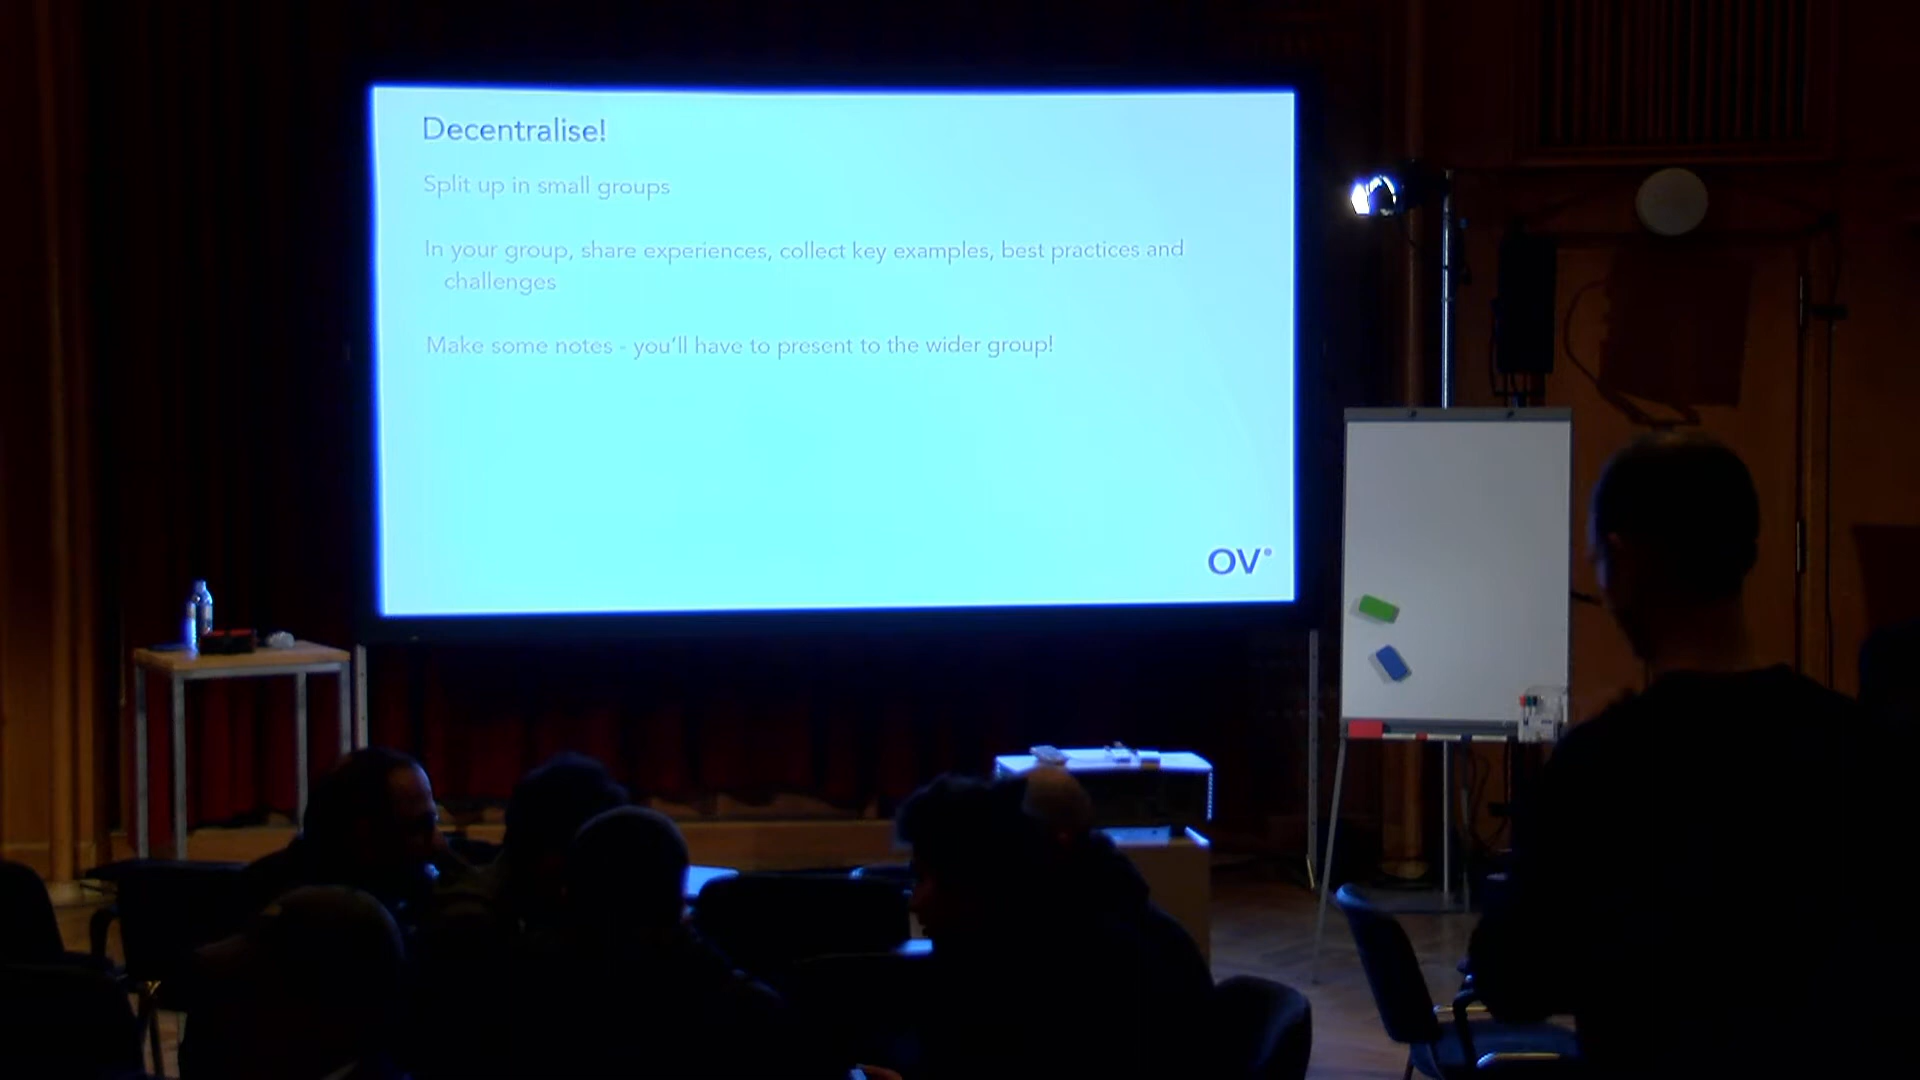 Decentralise!
Split up in small groups
In your group, share experiences, collect key examples, best practices and
challenges
Make some notes - you'll have to present to the wider group!
OV